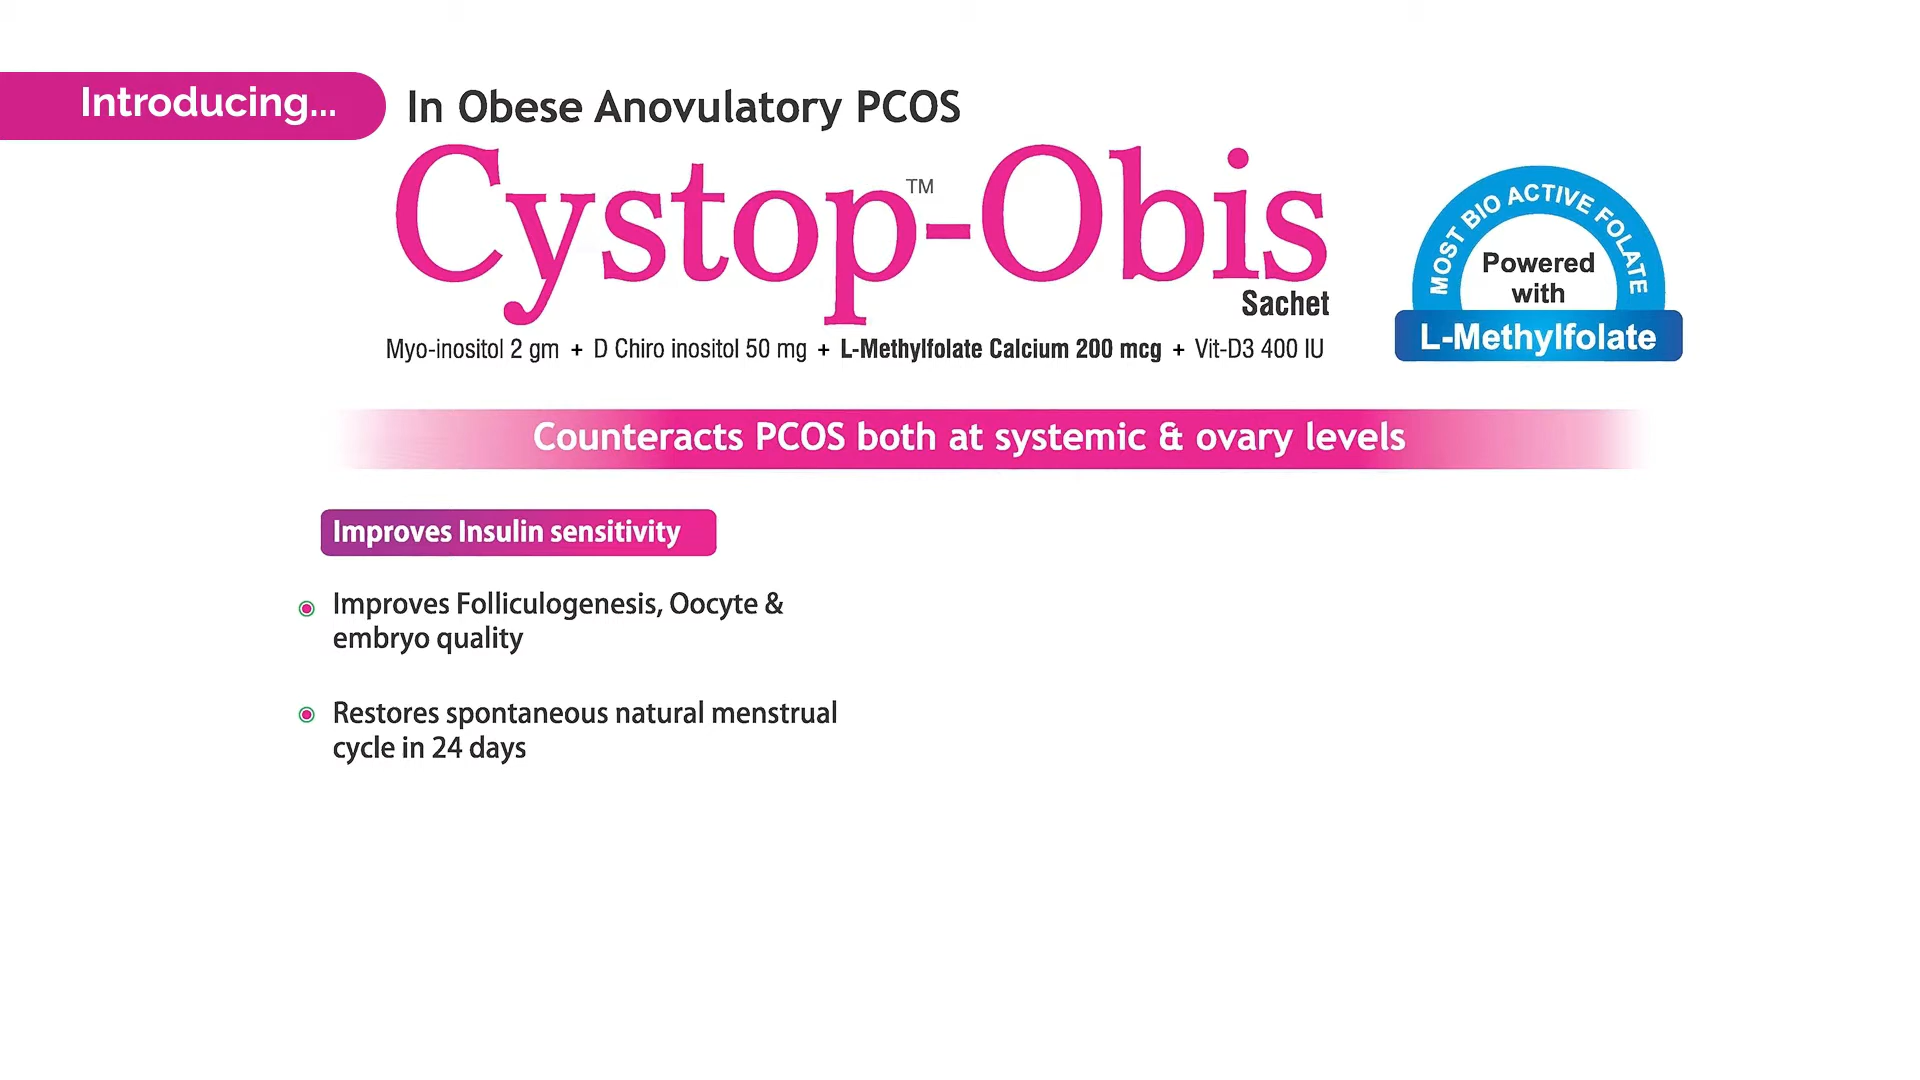 Introducing...
In Obese Anovulatory PCOS
Cystop™-Obis
Sachet
Myo-inositol 2 gm + D Chiro inositol 50 mg + L-Methylfolate Calcium 200 mcg + Vit-D3 400 IU
MOST BIO ACTIVE FOLATE
Powered
with
L-Methylfolate
Counteracts PCOS both at systemic & ovary levels
Improves Insulin sensitivity
Improves Folliculogenesis, Oocyte &
embryo quality
Restores spontaneous natural menstrual
cycle in 24 days